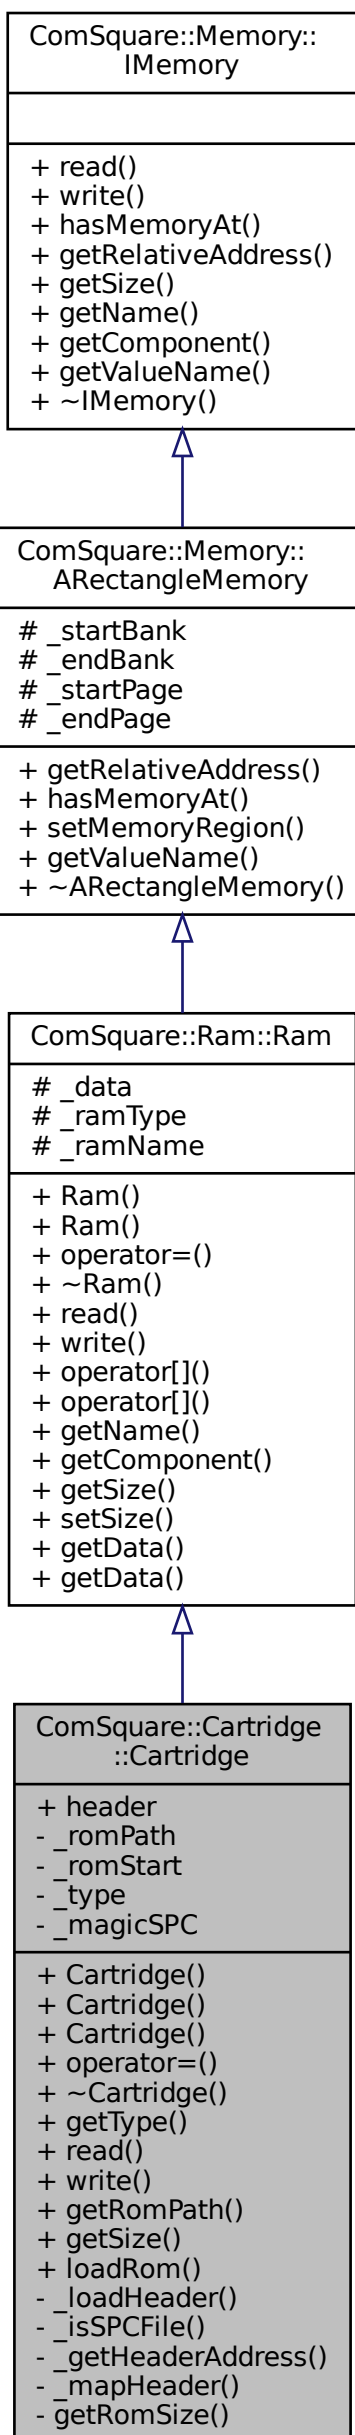 ComSquare::Memory::
IMemory
+ read()
+ write()
+ hasMemoryAt()
+ getRelativeAddress()
+ getSize()
+ getName()
+ getComponent()
+ getValueName()
+ ~IMemory()
ComSquare::Memory::
ARectangleMemory
# _startBank
# _endBank
# _startPage
# _endPage
+ getRelativeAddress()
+ hasMemoryAt()
+ setMemoryRegion()
+ getValueName()
+ ~ARectangleMemory()
ComSquare::Ram::Ram
# _data
# _ramType
# _ramName
+ Ram()
+ Ram()
+ operator=()
+ ~Ram()
+ read()
+ write()
+ operator[]()
+ operator[]()
+ getName()
+ getComponent()
+ getSize()
+ setSize()
+ getData()
+ getData()
ComSquare::Cartridge
::Cartridge
+ header
- _romPath
- _romStart
- _type
- _magicSPC
+ Cartridge()
+ Cartridge()
+ Cartridge()
+ operator=()
+ ~Cartridge()
+ getType()
+ read()
+ write()
+ getRomPath()
+ getSize()
+ loadRom()
- _loadHeader()
- _isSPCFile()
- _getHeaderAddress()
- _mapHeader()
- getRomSize()